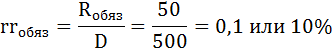 rr_обяз = R_обяз / D = 50 / 500 = 0,1 или 10%